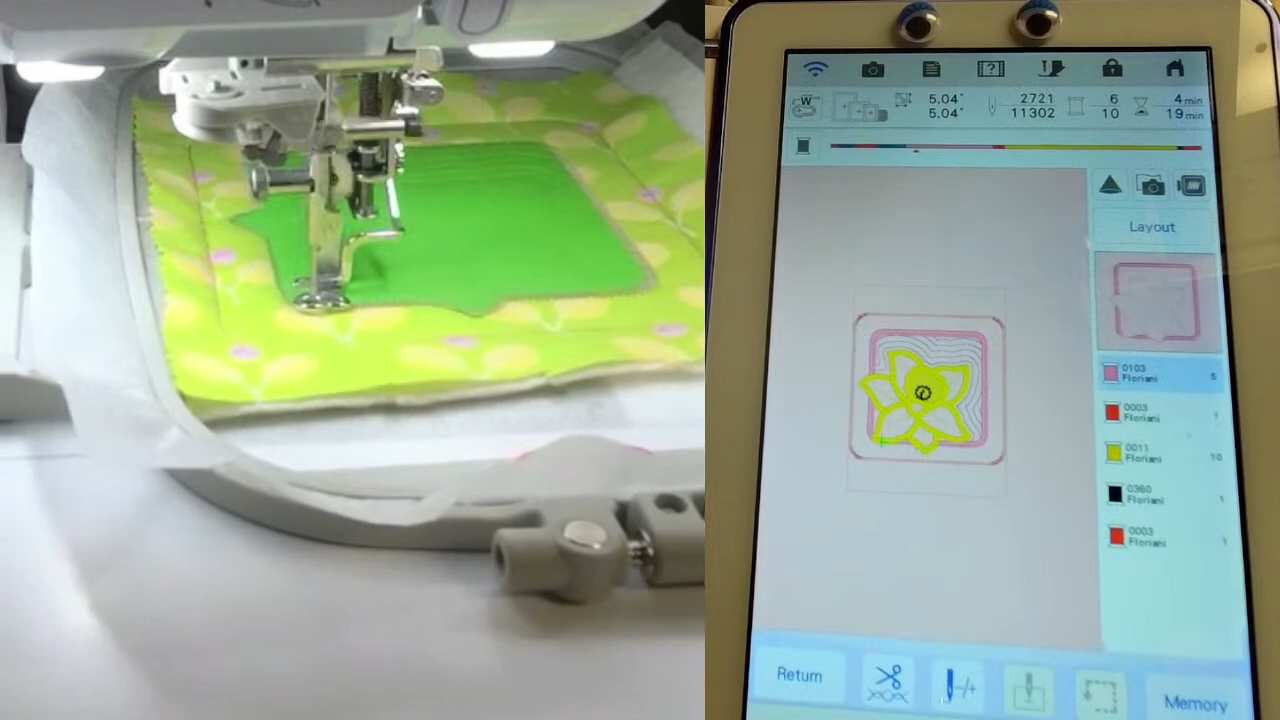 5.04" 2721 6 4 min
5.04" 11302 10 19 min
Layout
0103
Floriani
0003
Floriani
0011
Floriani 10
0360
Floriani
0003
Floriani
Return
Memory